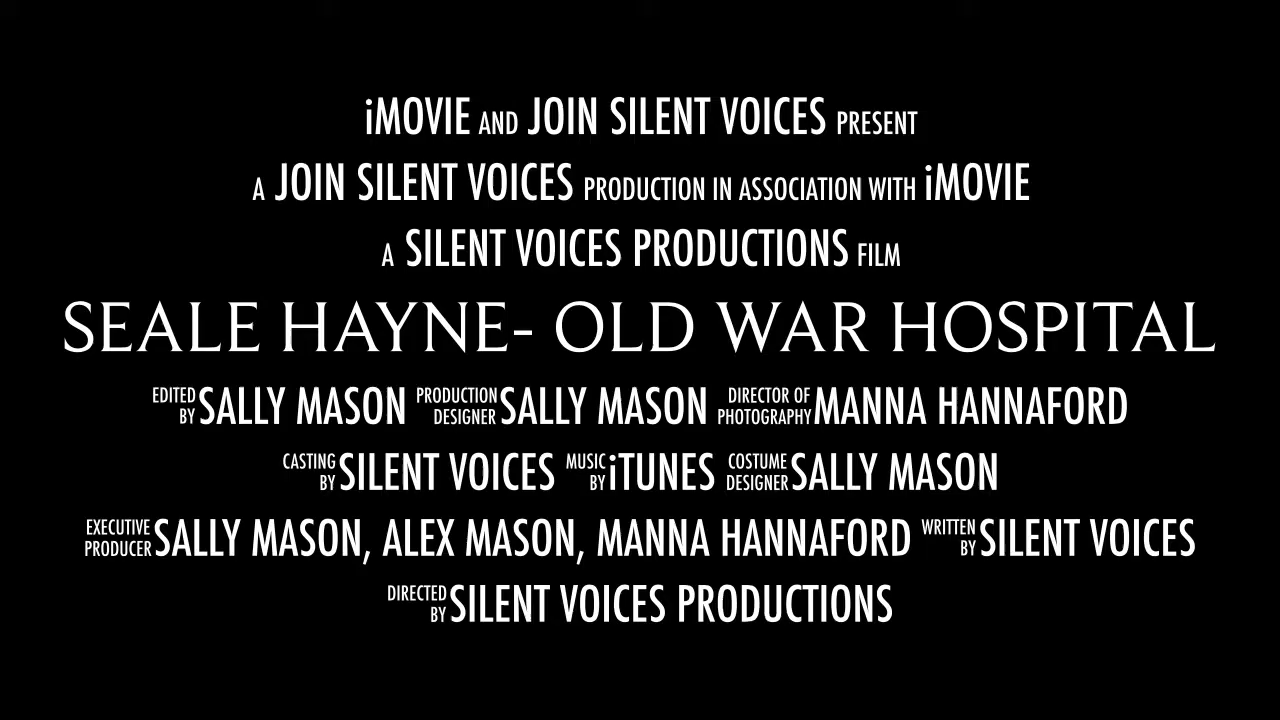 iMOVIE AND JOIN SILENT VOICES PRESENT
A JOIN SILENT VOICES PRODUCTION IN ASSOCIATION WITH iMOVIE
A SILENT VOICES PRODUCTIONS FILM
SEALE HAYNE- OLD WAR HOSPITAL
EDITED BY SALLY MASON PRODUCTION DESIGNER SALLY MASON DIRECTOR OF PHOTOGRAPHY MANNA HANNAFORD
CASTING BY SILENT VOICES MUSIC BY iTUNES COSTUME DESIGNER SALLY MASON
EXECUTIVE PRODUCER SALLY MASON, ALEX MASON, MANNA HANNAFORD WRITTEN BY SILENT VOICES
DIRECTED BY SILENT VOICES PRODUCTIONS